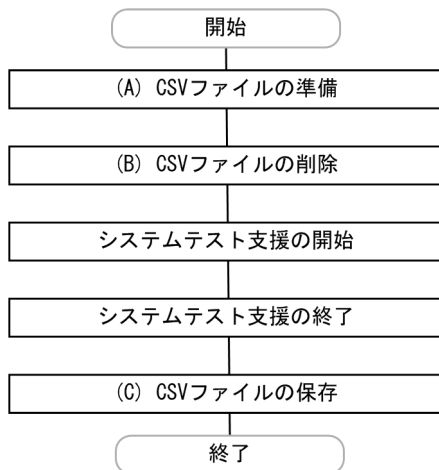 開始
(A) CSVファイルの準備
(B) CSVファイルの削除
システムテスト支援の開始
システムテスト支援の終了
(C) CSVファイルの保存
終了